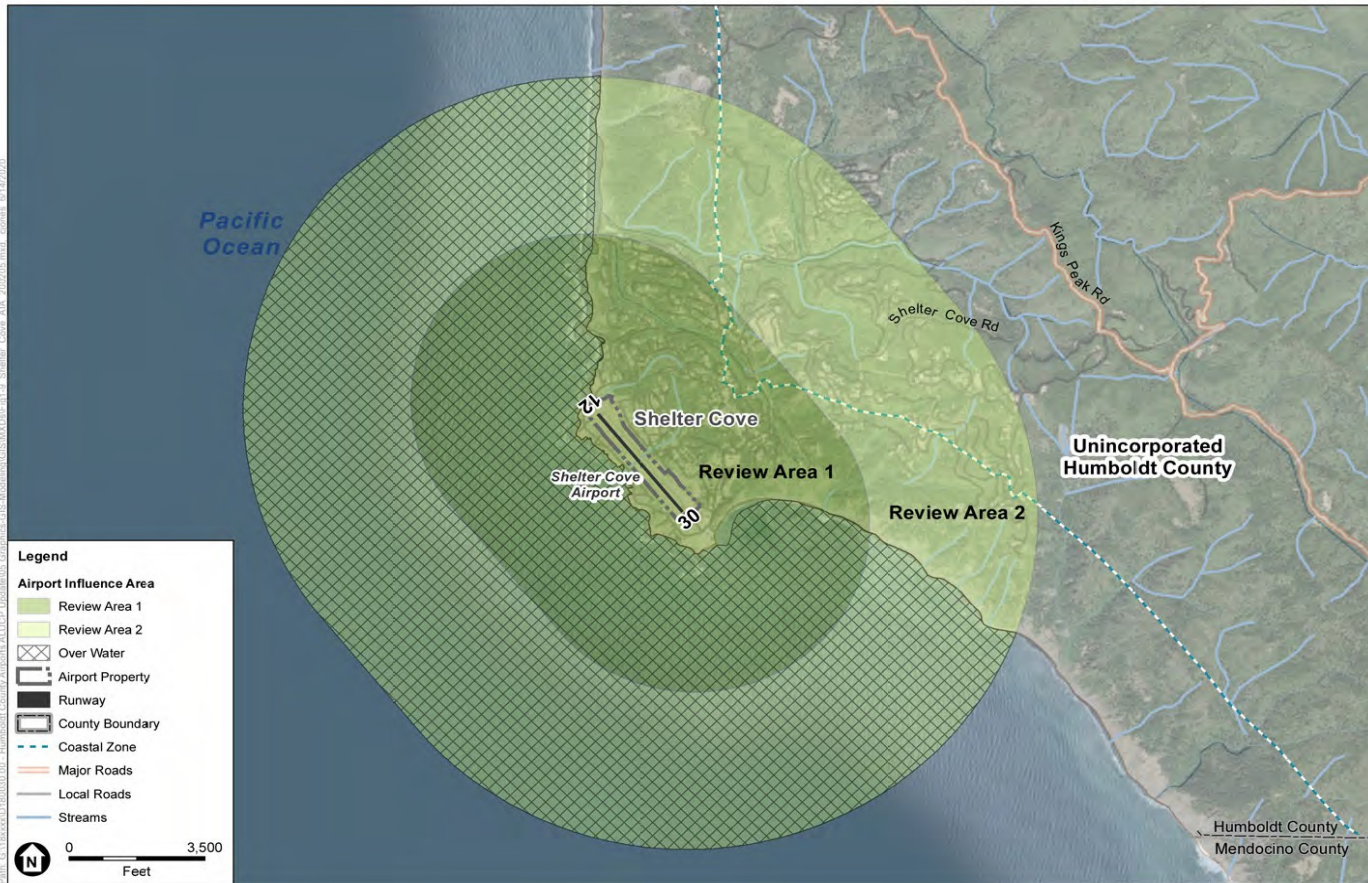 Pacific
Ocean
Kings Peak Rd
Shelter Cove Rd
12
Shelter Cove
Shelter Cove
Airport
Review Area 1
30
Unincorporated
Humboldt County
Review Area 2
Legend
Airport Influence Area
Review Area 1
Review Area 2
Over Water
Airport Property
Runway
County Boundary
Coastal Zone
Major Roads
Local Roads
Streams
N
0 3,500
Feet
Humboldt County
Mendocino County